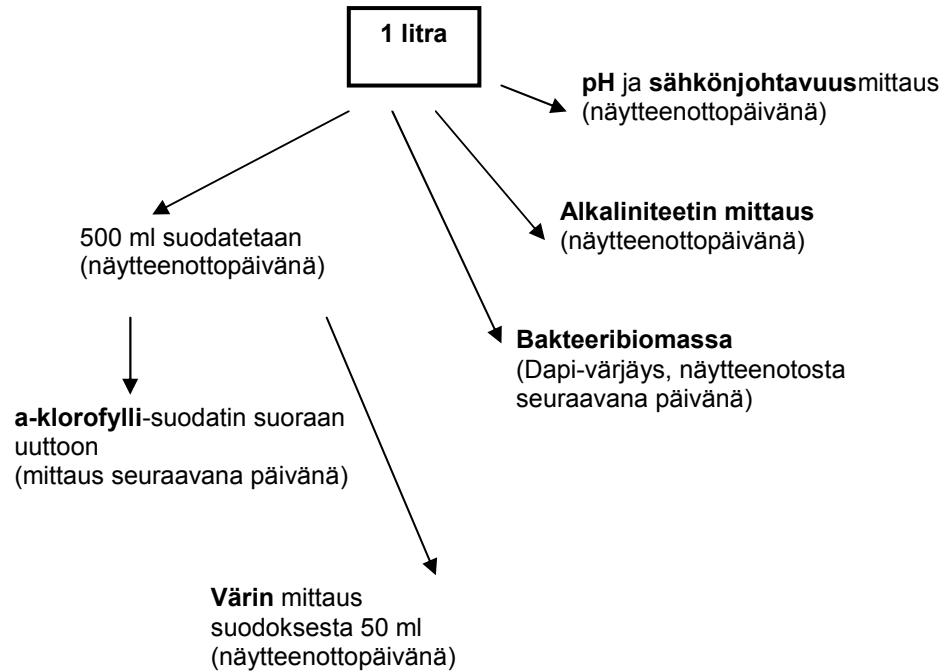 1 litra
pH ja sähkönjohtavuusmittaus
(näytteenottopäivänä)
Alkaliniteetin mittaus
(näytteenottopäivänä)
500 ml suodatetaan
(näytteenottopäivänä)
Bakteeribiomassa
(Dapi-värjäys, näytteenotosta
seuraavana päivänä)
a-klorofylli-suodatin suoraan
uuttoon
(mittaus seuraavana päivänä)
Värin mittaus
suodoksesta 50 ml
(näytteenottopäivänä)